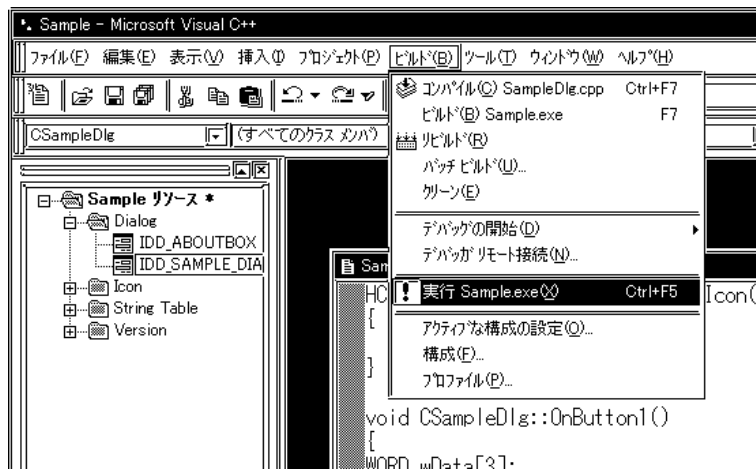 Sample - Microsoft Visual C++
ファイル(F) 編集(E) 表示(V) 挿入(I) プロジェクト(P) ビルド(B) ツール(T) ウィンドウ(W) ヘルプ(H)
コンパイル(C) SampleDlg.cpp Ctrl+F7
ビルド(B) Sample.exe F7
リビルド(R)
バッチ ビルド(U)...
クリーン(E)
デバッグの開始(D)
デバッガ リモート接続(N)...
実行 Sample.exe(X) Ctrl+F5
アクティブな構成の設定(O)...
構成(F)...
プロファイル(P)...
CSampleDlg (すべてのクラス メンバ)
Sample リソース *
Dialog
IDD_ABOUTBOX
IDD_SAMPLE_DIA
Icon
String Table
Version
Sam
HC
Icon(
{
}
void CSampleDlg::OnButton1()
{
WORD wData[3];